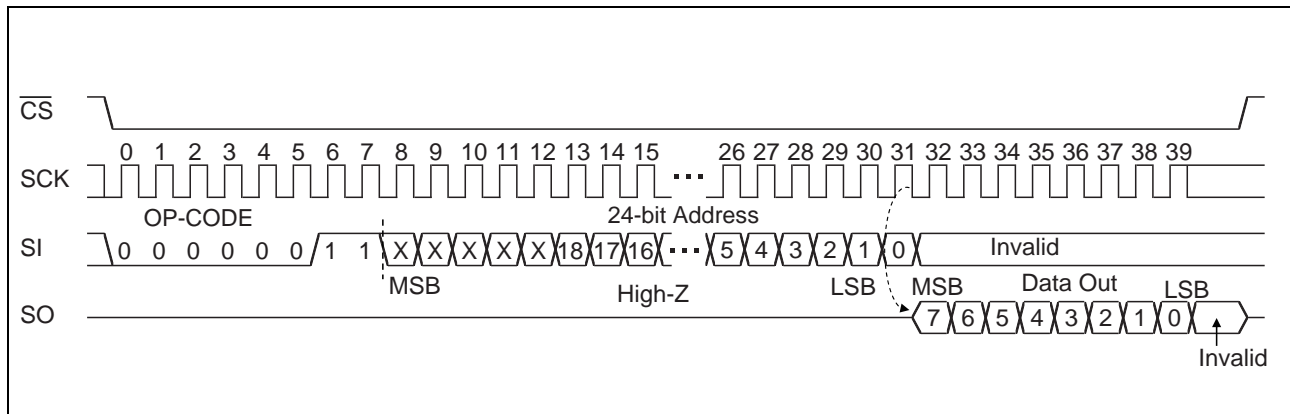 CS
0 1 2 3 4 5 6 7 8 9 10 11 12 13 14 15 26 27 28 29 30 31 32 33 34 35 36 37 38 39
SCK ···
OP-CODE 24-bit Address
SI 0 0 0 0 0 0 1 1 X X X X X 18 17 16 ··· 5 4 3 2 1 0 Invalid
MSB High-Z LSB MSB Data Out LSB
SO 7 6 5 4 3 2 1 0
Invalid